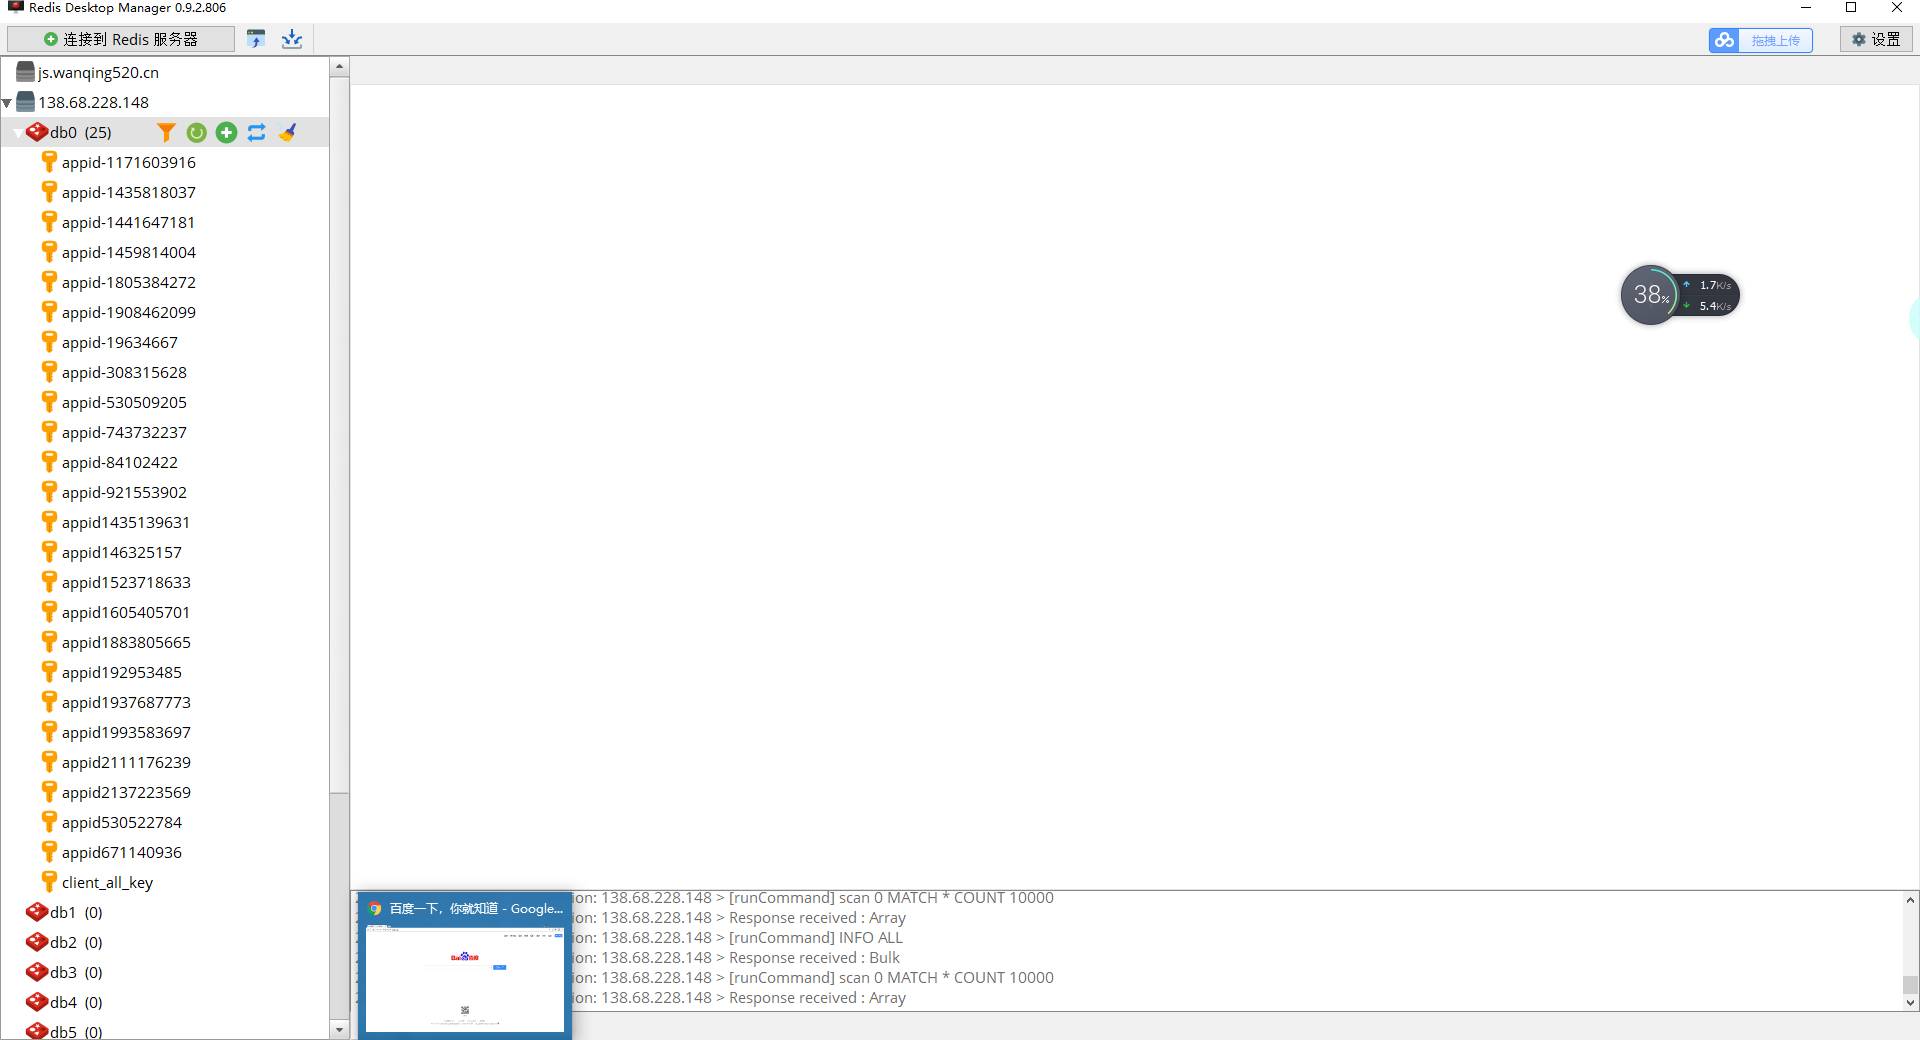 Redis Desktop Manager 0.9.2.806
连接到 Redis 服务器
拖拽上传
设置
js.wanqing520.cn
138.68.228.148
db0 (25)
appid-1171603916
appid-1435818037
appid-1441647181
appid-1459814004
appid-1805384272
appid-1908462099
appid-19634667
appid-308315628
appid-530509205
appid-743732237
appid-84102422
appid-921553902
appid1435139631
appid146325157
appid1523718633
appid1605405701
appid1883805665
appid192953485
appid1937687773
appid1993583697
appid2111176239
appid2137223569
appid530522784
appid671140936
client_all_key
db1 (0)
db2 (0)
db3 (0)
db4 (0)
db5 (0)
38%
1.7K/s
5.4K/s
ion: 138.68.228.148 > [runCommand] scan 0 MATCH * COUNT 10000
ion: 138.68.228.148 > Response received : Array
ion: 138.68.228.148 > [runCommand] INFO ALL
ion: 138.68.228.148 > Response received : Bulk
ion: 138.68.228.148 > [runCommand] scan 0 MATCH * COUNT 10000
ion: 138.68.228.148 > Response received : Array
百度一下，你就知道 - Google...
Bai 百度